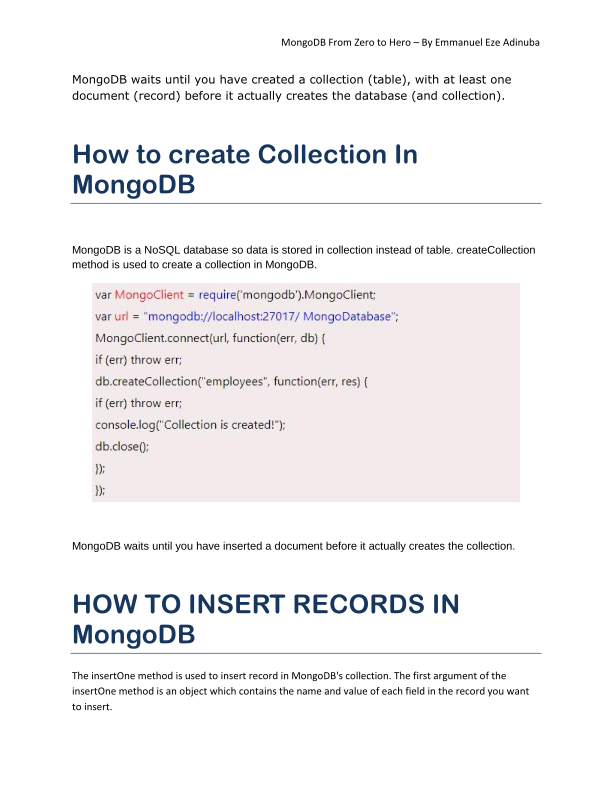 MongoDB From Zero to Hero – By Emmanuel Eze Adinuba
MongoDB waits until you have created a collection (table), with at least one
document (record) before it actually creates the database (and collection).
How to create Collection In
MongoDB
MongoDB is a NoSQL database so data is stored in collection instead of table. createCollection
method is used to create a collection in MongoDB.
var MongoClient = require('mongodb').MongoClient;
var url = "mongodb://localhost:27017/ MongoDatabase";
MongoClient.connect(url, function(err, db) {
if (err) throw err;
db.createCollection("employees", function(err, res) {
if (err) throw err;
console.log("Collection is created!");
db.close();
});
});
MongoDB waits until you have inserted a document before it actually creates the collection.
HOW TO INSERT RECORDS IN
MongoDB
The insertOne method is used to insert record in MongoDB's collection. The first argument of the
insertOne method is an object which contains the name and value of each field in the record you want
to insert.